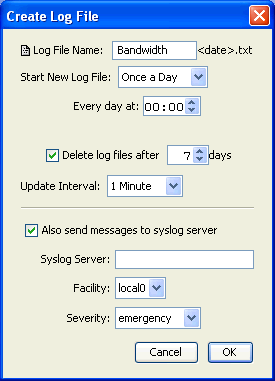 Create Log File
Log File Name: Bandwidth <date>.txt
Start New Log File: Once a Day
Every day at: 00:00
Delete log files after 7 days
Update Interval: 1 Minute
Also send messages to syslog server
Syslog Server:
Facility: local0
Severity: emergency
Cancel OK